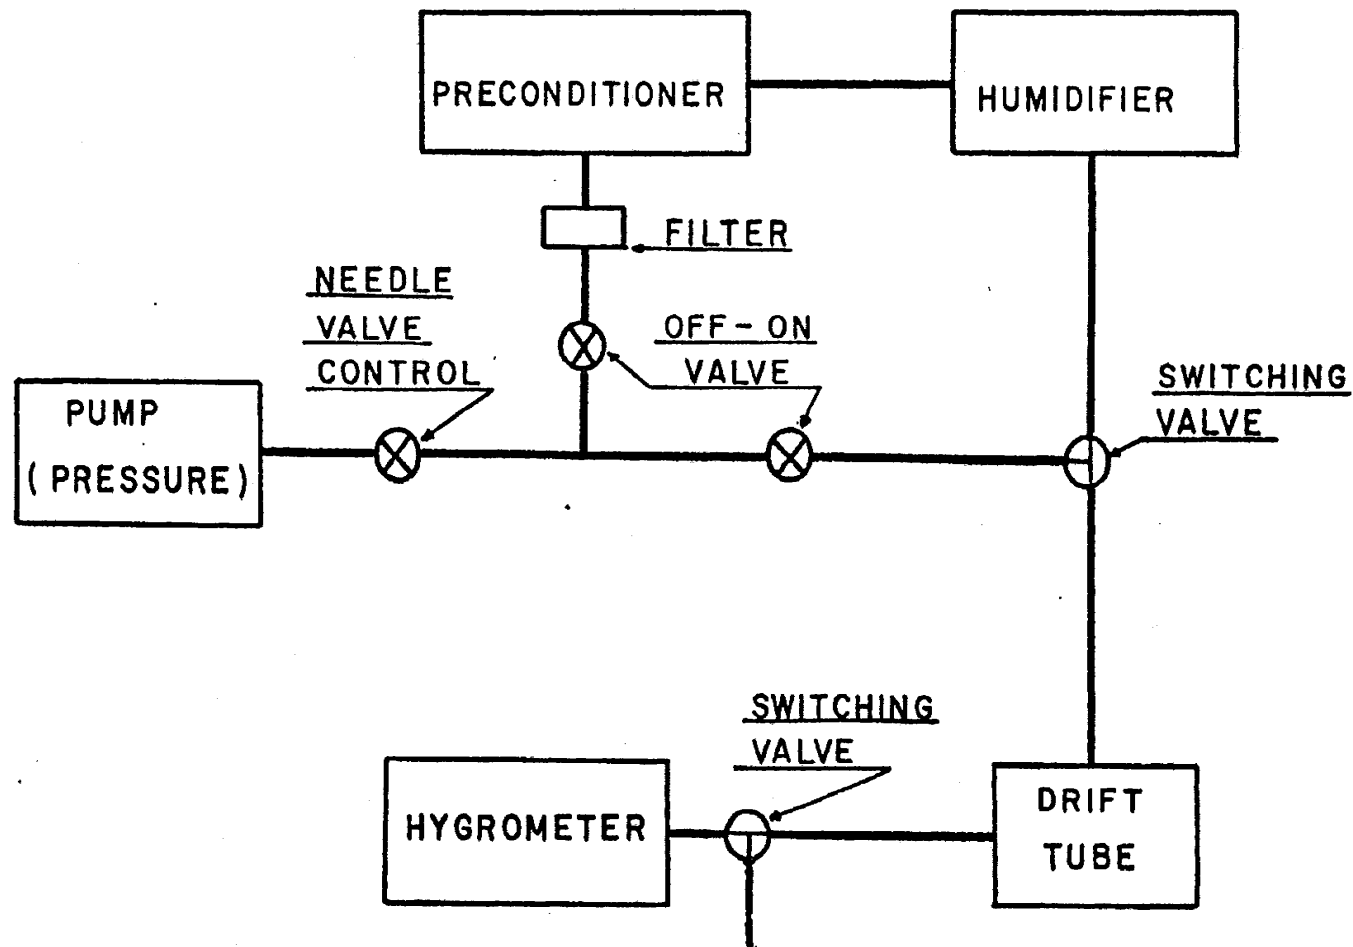 PRECONDITIONER
HUMIDIFIER
FILTER
NEEDLE
VALVE
CONTROL
OFF-ON
VALVE
SWITCHING
VALVE
PUMP
(PRESSURE)
SWITCHING
VALVE
HYGROMETER
DRIFT
TUBE